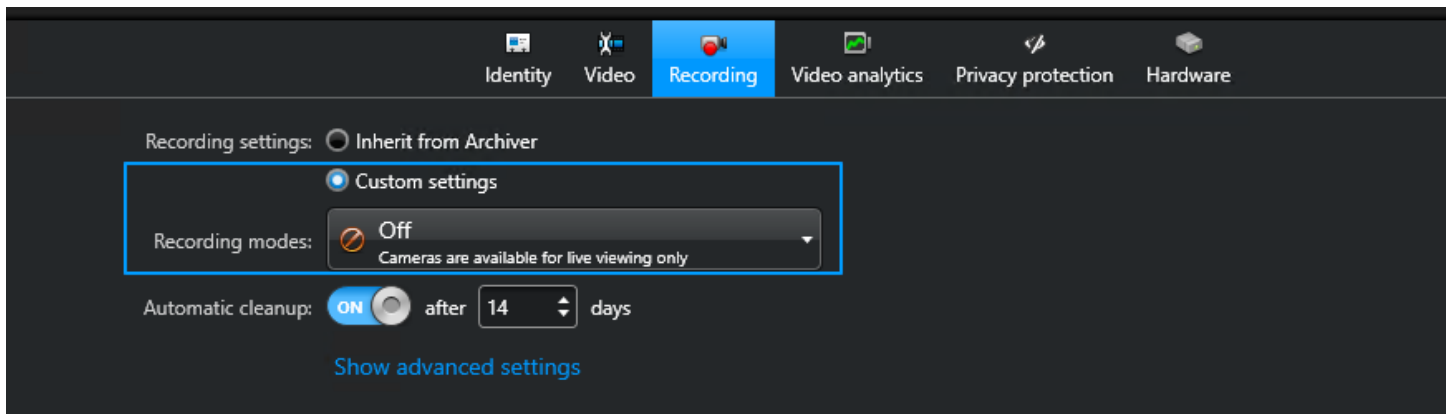 Identity Video Recording Video analytics Privacy protection Hardware
Recording settings: Inherit from Archiver
Custom settings
Recording modes: Off
Cameras are available for live viewing only
Automatic cleanup: ON after 14 days
Show advanced settings